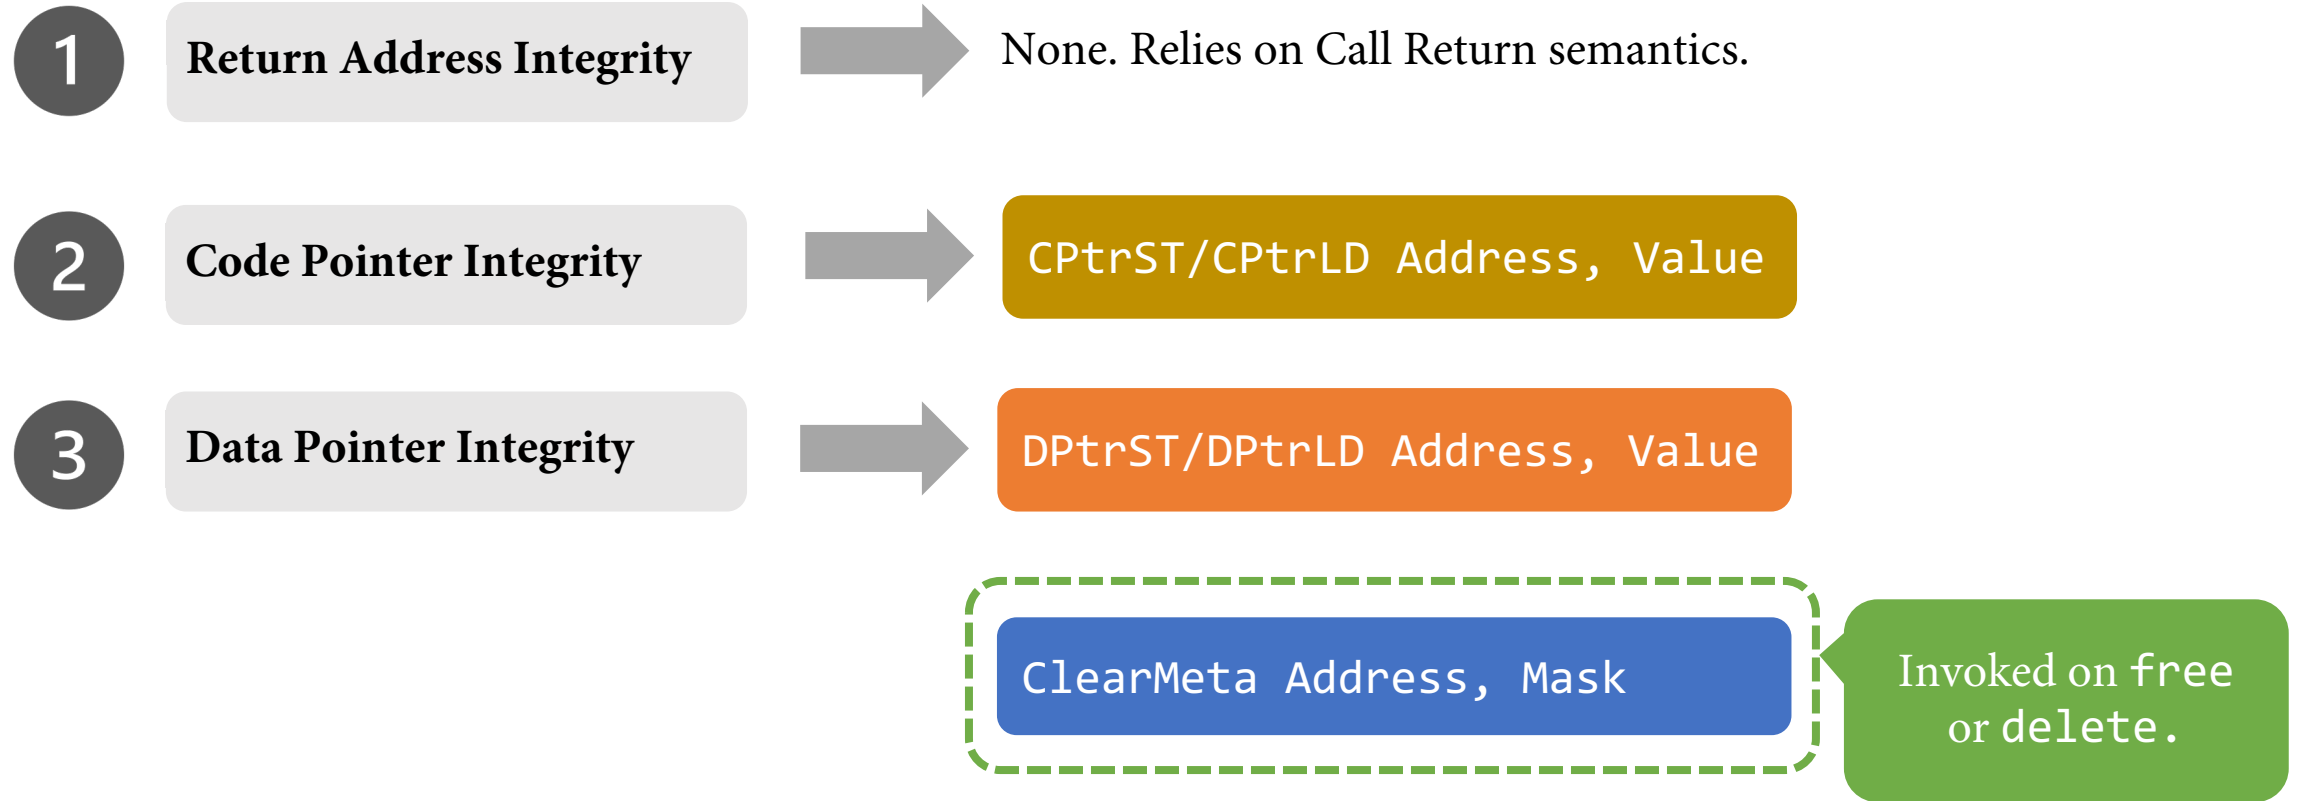 1
Return Address Integrity
None. Relies on Call Return semantics.
2
Code Pointer Integrity
CPtrST/CPtrLD Address, Value
3
Data Pointer Integrity
DPtrST/DPtrLD Address, Value
ClearMeta Address, Mask
Invoked on free
or delete.